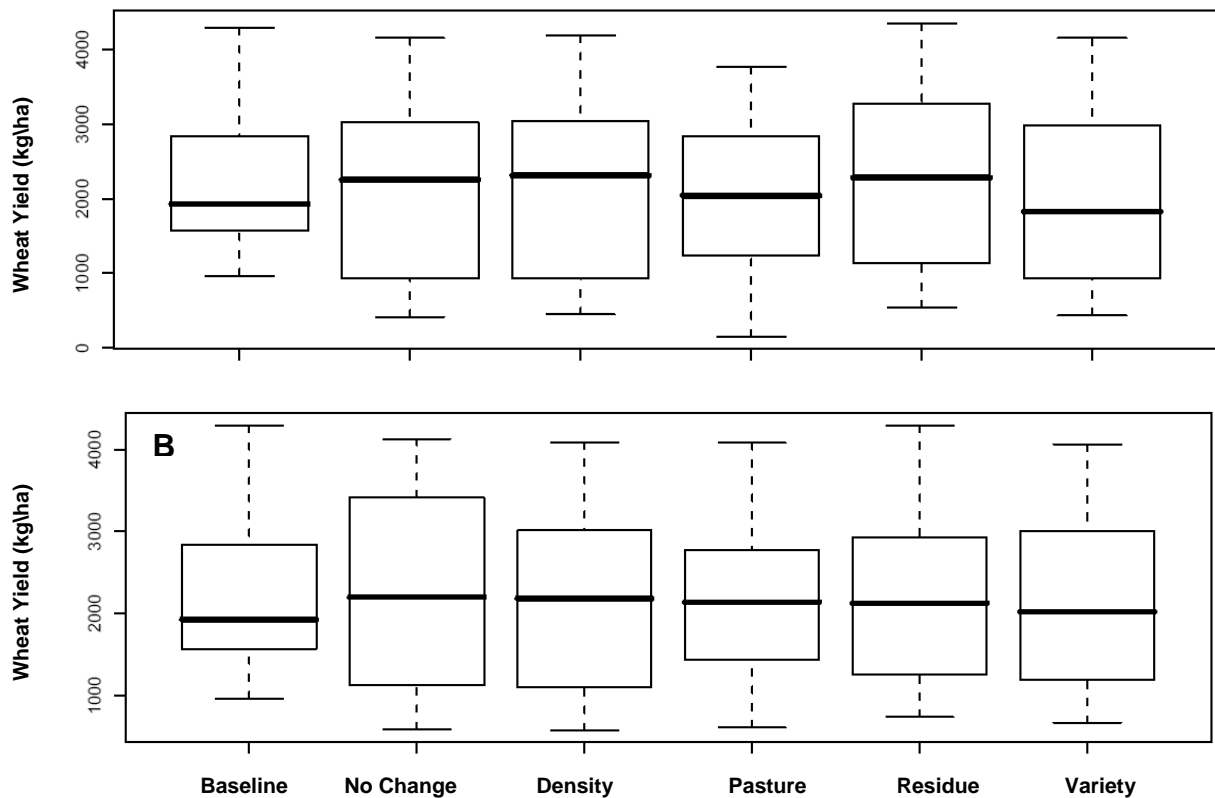 Wheat Yield (kg\ha)
4000
3000
2000
1000
0
B
Wheat Yield (kg\ha)
4000
3000
2000
1000
Baseline No Change Density Pasture Residue Variety